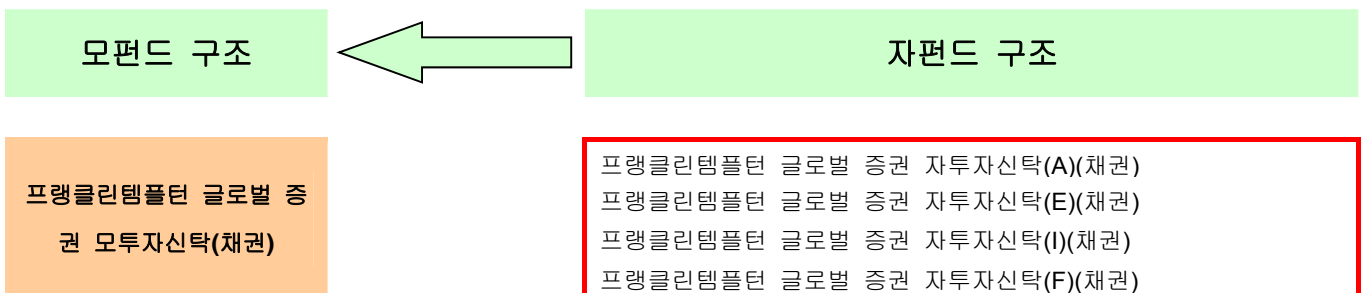 모펀드 구조
자펀드 구조
프랭클린템플턴 글로벌 증
권 모투자신탁(채권)
프랭클린템플턴 글로벌 증권 자투자신탁(A)(채권)
프랭클린템플턴 글로벌 증권 자투자신탁(E)(채권)
프랭클린템플턴 글로벌 증권 자투자신탁(I)(채권)
프랭클린템플턴 글로벌 증권 자투자신탁(F)(채권)